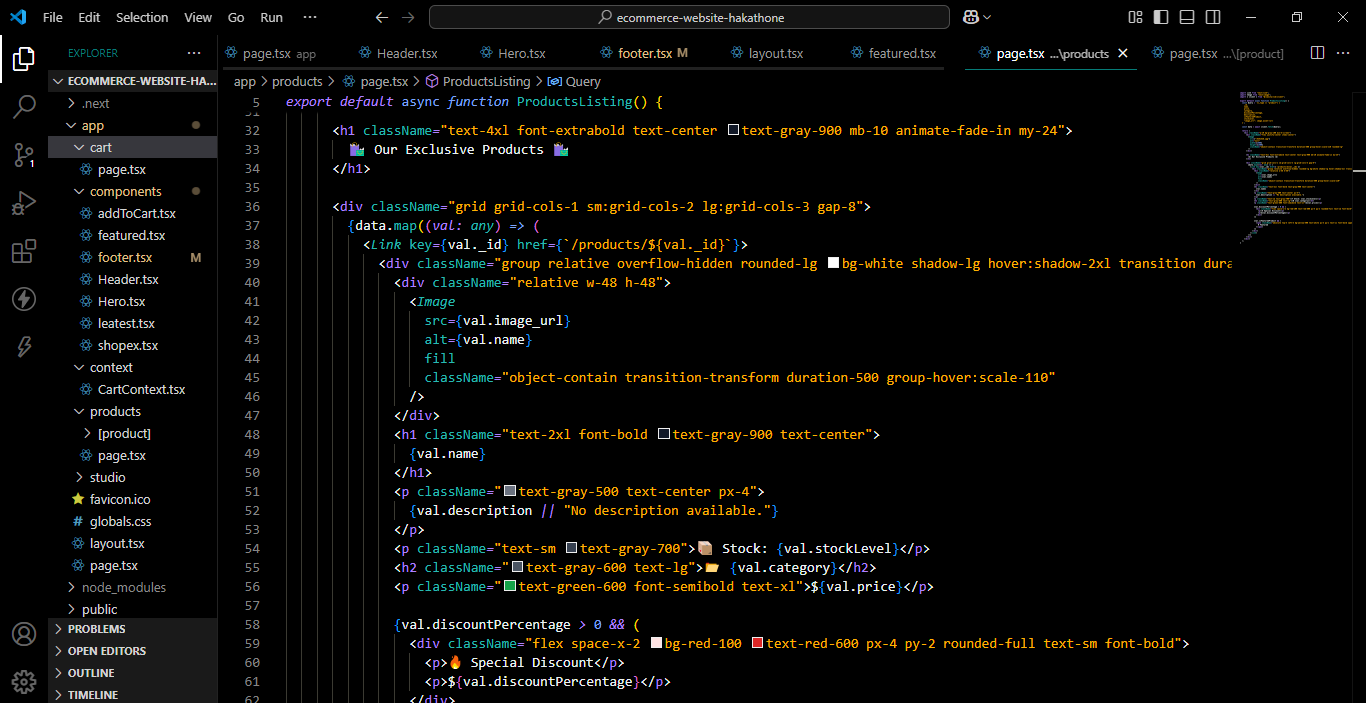 File Edit Selection View Go Run ···
ecommerce-website-hakathone
EXPLORER ···
ECOMMERCE-WEBSITE-HA...
.next
app
cart
page.tsx
components
addToCart.tsx
featured.tsx
footer.tsx M
Header.tsx
Hero.tsx
leatest.tsx
shopex.tsx
context
CartContext.tsx
products
[product]
page.tsx
studio
favicon.ico
# globals.css
layout.tsx
page.tsx
node_modules
public
PROBLEMS
OPEN EDITORS
OUTLINE
TIMELINE
1
page.tsx app Header.tsx Hero.tsx footer.tsx M layout.tsx featured.tsx page.tsx ...\products page.tsx ...\[product] ···
app > products > page.tsx > ProductsListing > Query
5 export default async function ProductsListing() {
31
32 <h1 className="text-4xl font-extrabold text-center text-gray-900 mb-10 animate-fade-in my-24">
33 🛍️ Our Exclusive Products 🛍️
34 </h1>
35
36 <div className="grid grid-cols-1 sm:grid-cols-2 lg:grid-cols-3 gap-8">
37 {data.map((val: any) => (
38 <Link key={val._id} href={`/products/${val._id}`}>
39 <div className="group relative overflow-hidden rounded-lg bg-white shadow-lg hover:shadow-2xl transition dura
40 <div className="relative w-48 h-48">
41 <Image
42 src={val.image_url}
43 alt={val.name}
44 fill
45 className="object-contain transition-transform duration-500 group-hover:scale-110"
46 />
47 </div>
48 <h1 className="text-2xl font-bold text-gray-900 text-center">
49 {val.name}
50 </h1>
51 <p className="text-gray-500 text-center px-4">
52 {val.description || "No description available."}
53 </p>
54 <p className="text-sm text-gray-700">📦 Stock: {val.stockLevel}</p>
55 <h2 className="text-gray-600 text-lg">📂 {val.category}</h2>
56 <p className="text-green-600 font-semibold text-xl">${val.price}</p>
57
58 {val.discountPercentage > 0 && (
59 <div className="flex space-x-2 bg-red-100 text-red-600 px-4 py-2 rounded-full text-sm font-bold">
60 <p>🔥 Special Discount</p>
61 <p>${val.discountPercentage}</p>
62 </div>